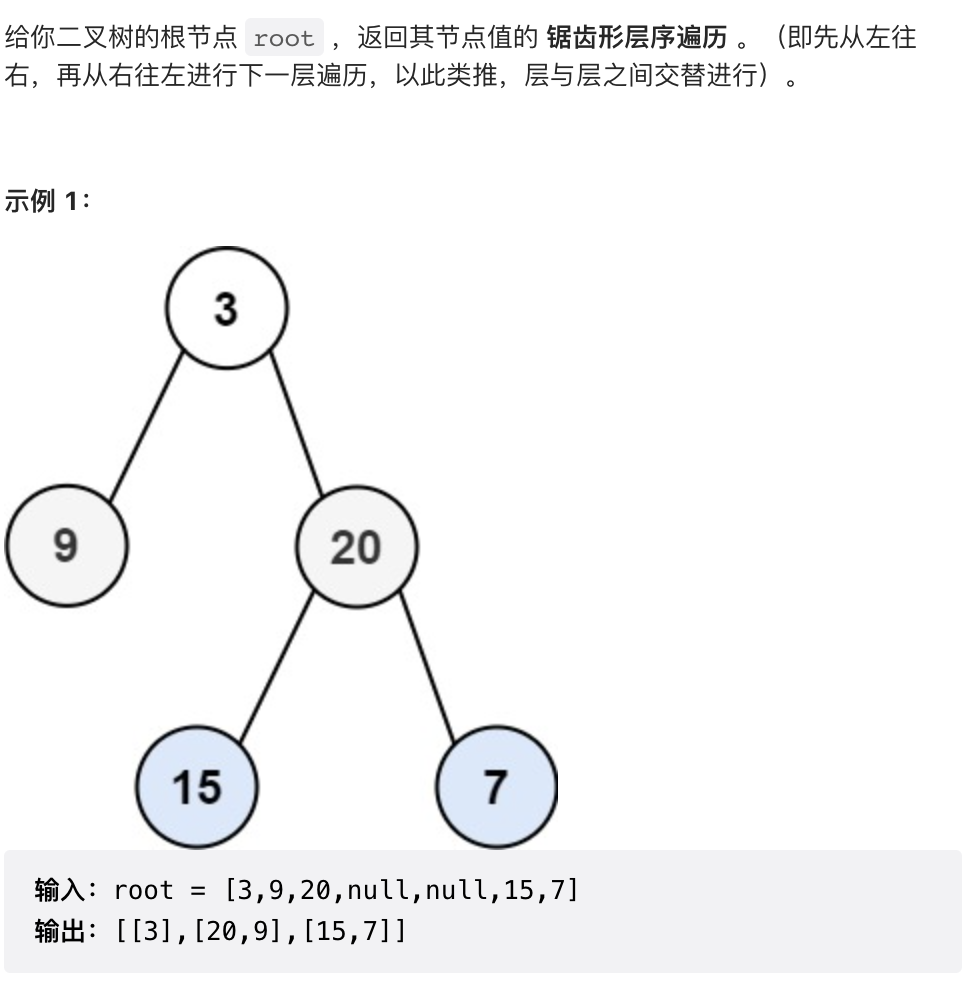 给你二叉树的根节点 root ，返回其节点值的 锯齿形层序遍历 。（即先从左往
右，再从右往左进行下一层遍历，以此类推，层与层之间交替进行）。
示例 1：
3
9
20
15
7
输入：root = [3,9,20,null,null,15,7]
输出：[[3],[20,9],[15,7]]